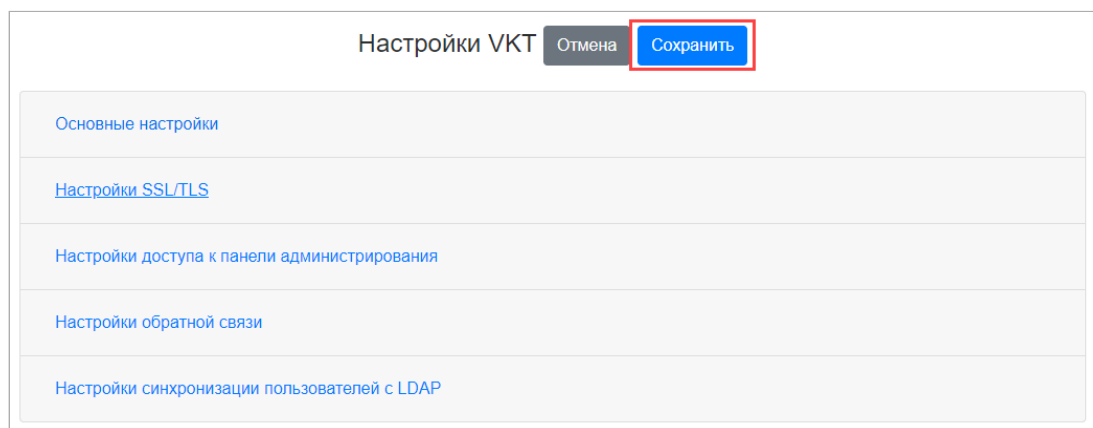 Настройки VKT Отмена Сохранить
Основные настройки
Настройки SSL/TLS
Настройки доступа к панели администрирования
Настройки обратной связи
Настройки синхронизации пользователей с LDAP